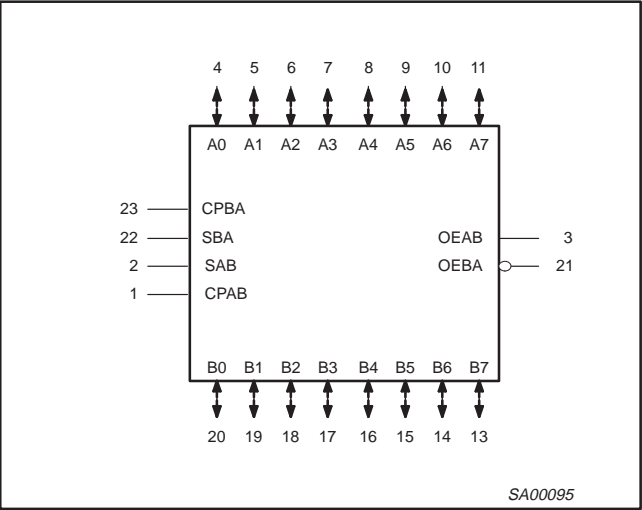 4 5 6 7 8 9 10 11
A0 A1 A2 A3 A4 A5 A6 A7
23 CPBA
22 SBA OEAB 3
2 SAB OEBA 21
1 CPAB
B0 B1 B2 B3 B4 B5 B6 B7
20 19 18 17 16 15 14 13
SA00095